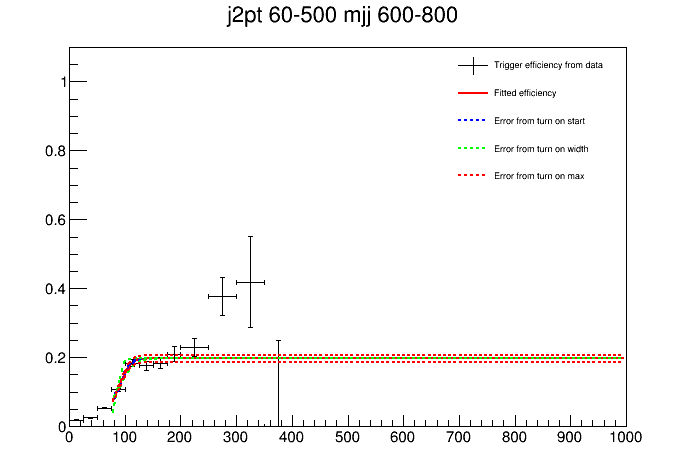 j2pt 60-500 mjj 600-800
1
0.8
0.6
0.4
0.2
0
0 100 200 300 400 500 600 700 800 900 1000
Trigger efficiency from data
Fitted efficiency
Error from turn on start
Error from turn on width
Error from turn on max